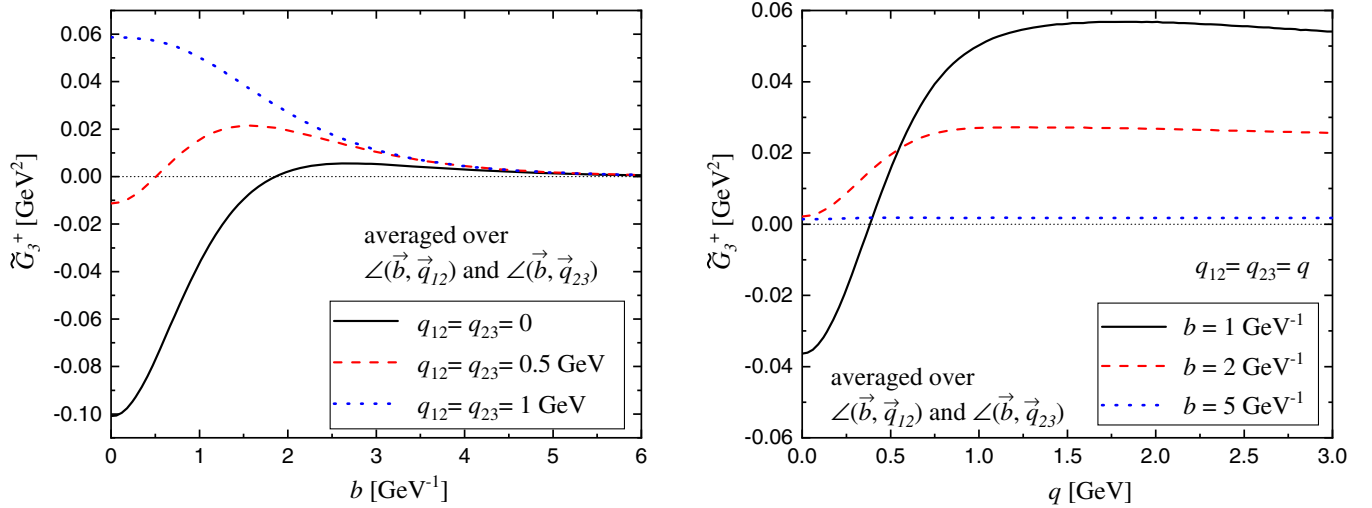 0.06
0.04
0.02
0.00
-0.02
-0.04
-0.06
-0.08
-0.10
G̃₃⁺ [GeV²]
averaged over
∠(b⃗, q⃗₁₂) and ∠(b⃗, q⃗₂₃)
q₁₂= q₂₃= 0
q₁₂= q₂₃= 0.5 GeV
q₁₂= q₂₃= 1 GeV
0 1 2 3 4 5 6
b [GeV⁻¹]
0.06
0.04
0.02
0.00
-0.02
-0.04
-0.06
G̃₃⁺ [GeV²]
q₁₂= q₂₃= q
b = 1 GeV⁻¹
b = 2 GeV⁻¹
b = 5 GeV⁻¹
averaged over
∠(b⃗, q⃗₁₂) and ∠(b⃗, q⃗₂₃)
0.0 0.5 1.0 1.5 2.0 2.5 3.0
q [GeV]